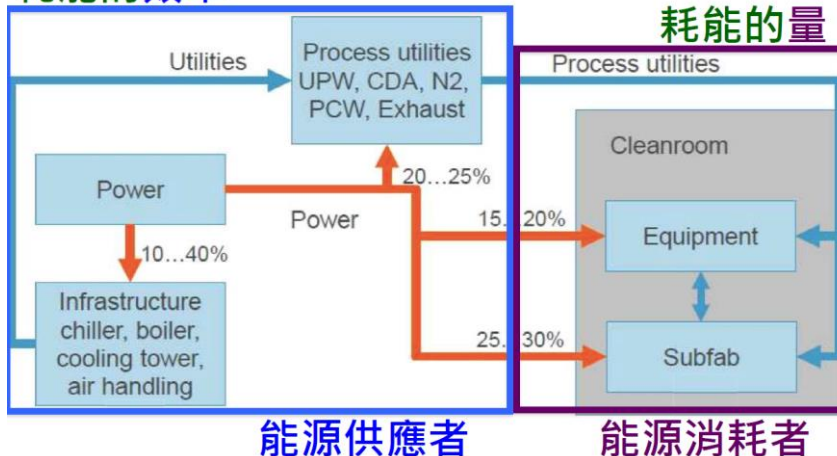 耗能的量
Utilities
Process utilities
UPW, CDA, N2,
PCW, Exhaust
Process utilities
Cleanroom
Power
20...25%
Power
15...20%
Equipment
10...40%
Infrastructure
chiller, boiler,
cooling tower,
air handling
25...30%
Subfab
能源供應者
能源消耗者